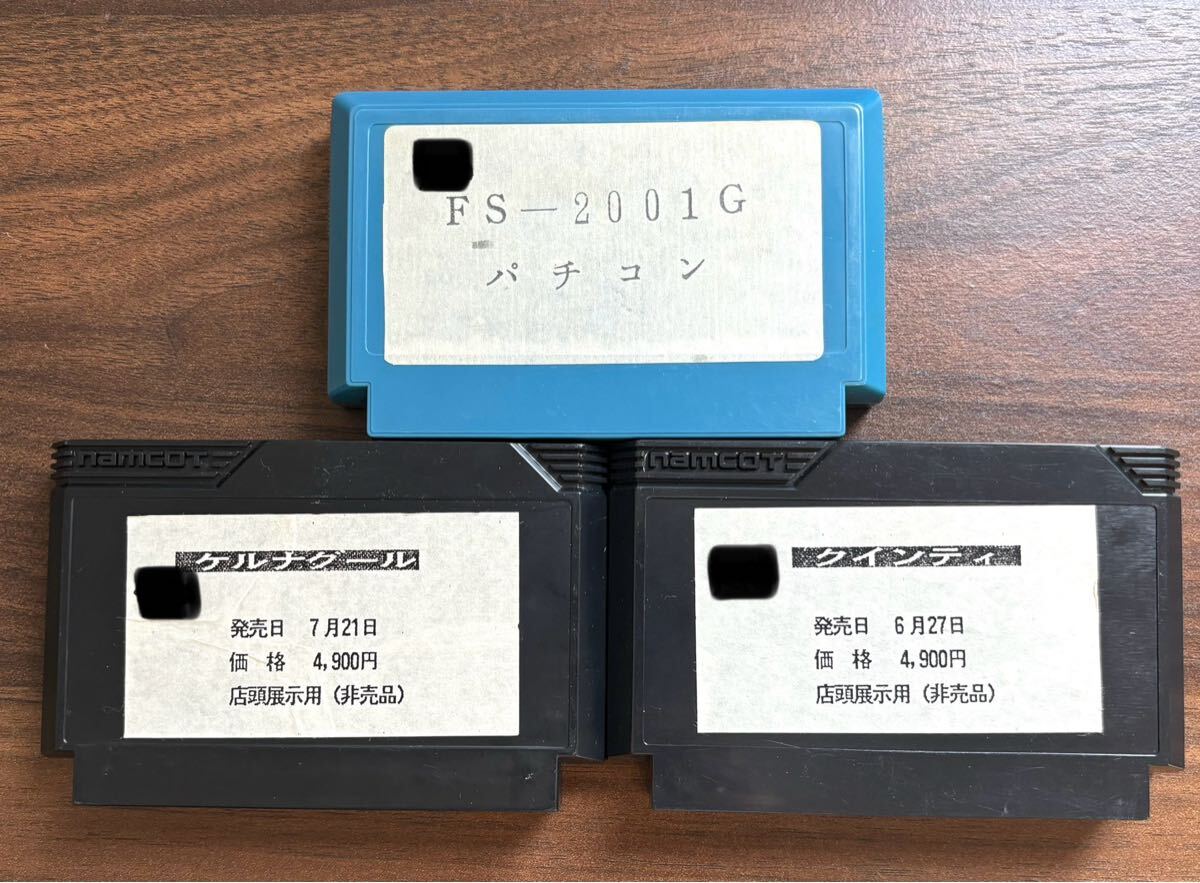 FS—2001G
パチコン
namcot
ケルナグール
発売日 7月21日
価 格 4,900円
店頭展示用（非売品）
namcot
クインティ
発売日 6月27日
価 格 4,900円
店頭展示用（非売品）